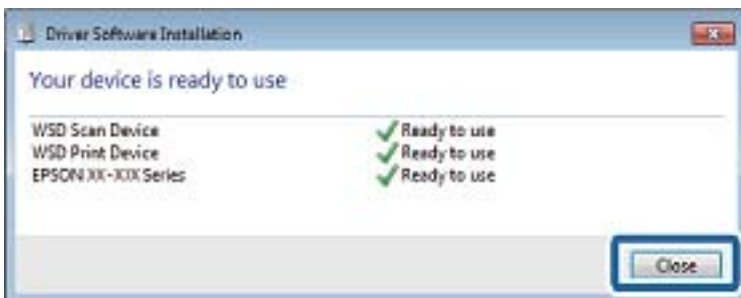 Driver Software Installation
Your device is ready to use
WSD Scan Device Ready to use
WSD Print Device Ready to use
EPSON XX-XXX Series Ready to use
Close